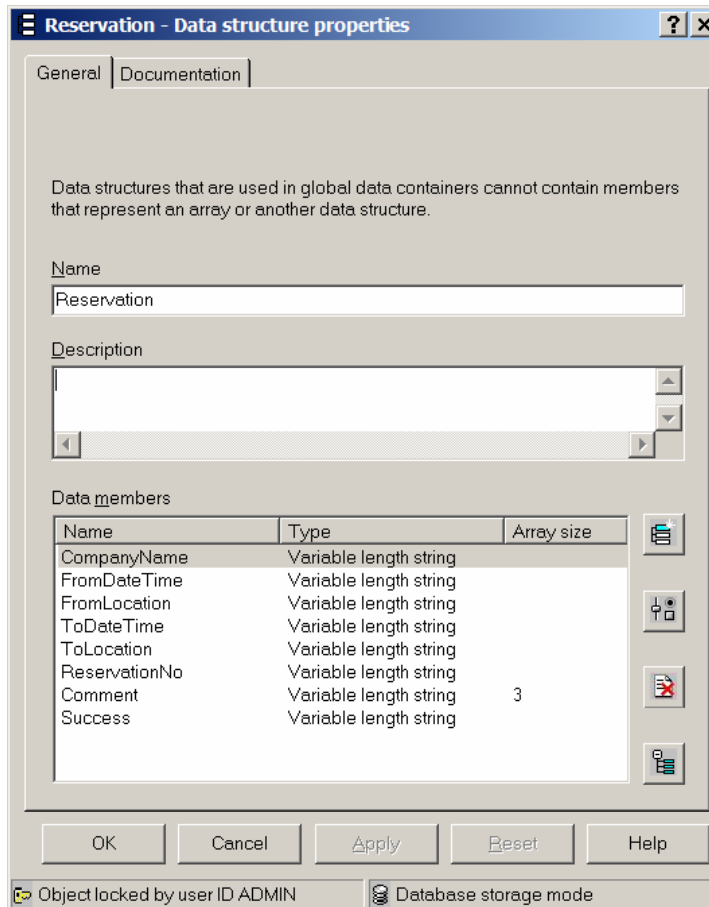 Reservation - Data structure properties
General Documentation
Data structures that are used in global data containers cannot contain members
that represent an array or another data structure.
Name
Reservation
Description
Data members
Name Type Array size
CompanyName Variable length string
FromDateTime Variable length string
FromLocation Variable length string
ToDateTime Variable length string
ToLocation Variable length string
ReservationNo Variable length string
Comment Variable length string 3
Success Variable length string
OK Cancel Apply Reset Help
Object locked by user ID ADMIN Database storage mode